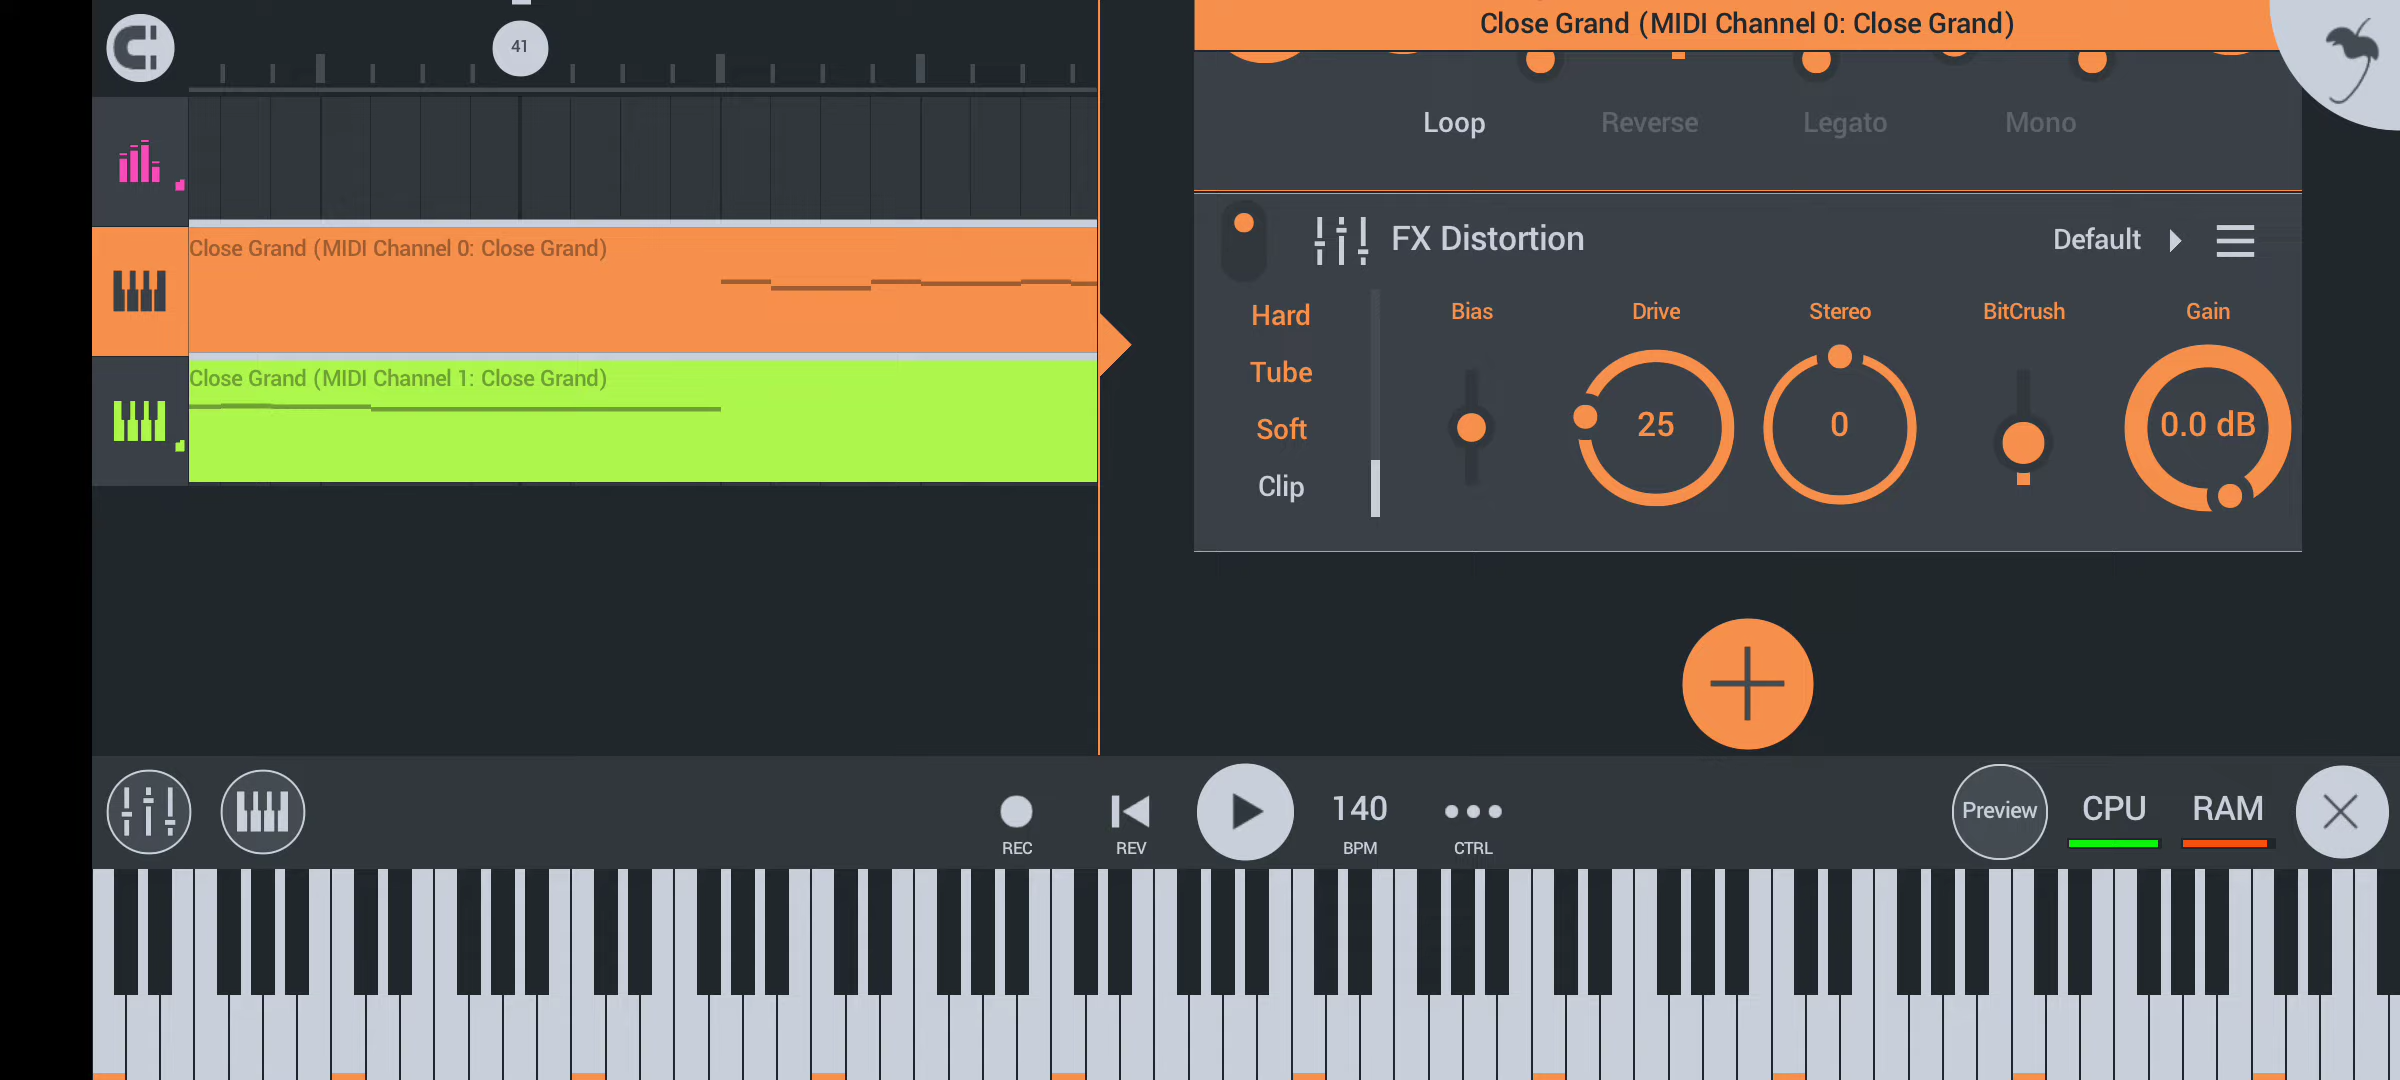 Close Grand (MIDI Channel 0: Close Grand)
41
Loop
Reverse
Legato
Mono
Close Grand (MIDI Channel 0: Close Grand)
FX Distortion
Default
Hard
Tube
Soft
Clip
Bias
Drive
Stereo
BitCrush
Gain
25
0
0.0 dB
Close Grand (MIDI Channel 1: Close Grand)
REC
REV
140
BPM
CTRL
Preview
CPU
RAM